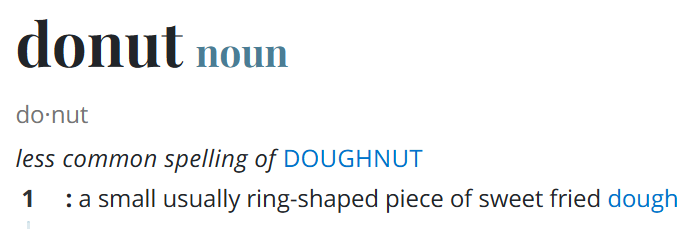 donut noun
do·nut
less common spelling of DOUGHNUT
1 : a small usually ring-shaped piece of sweet fried dough